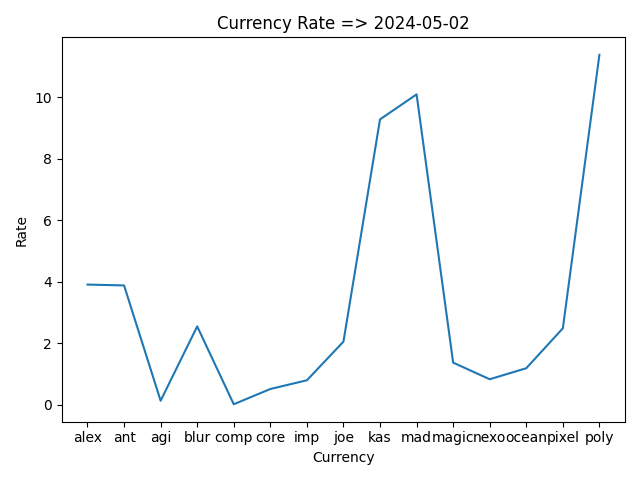 Currency Rate => 2024-05-02
Rate
10
8
6
4
2
0
alex ant agi blur comp core imp joe kas mad magic nexo ocean pixel poly
Currency